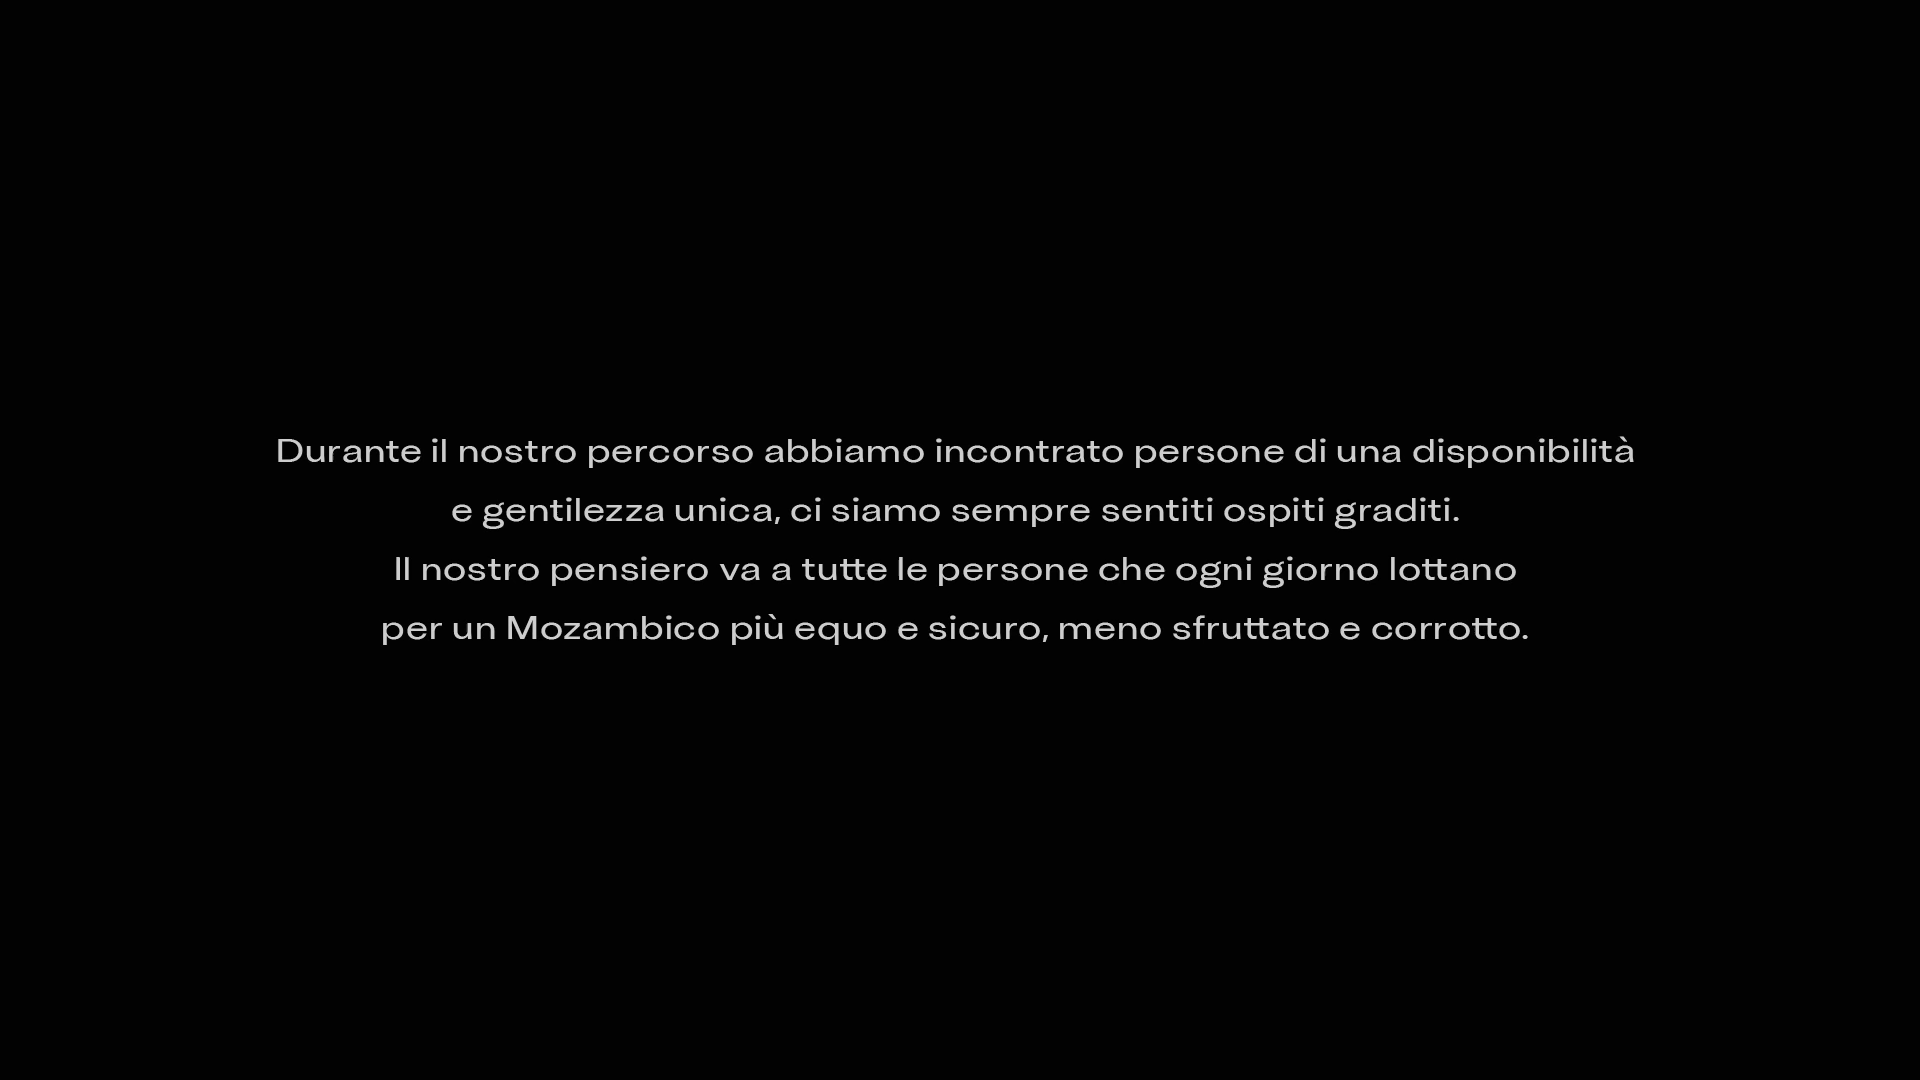 Durante il nostro percorso abbiamo incontrato persone di una disponibilità
e gentilezza unica, ci siamo sempre sentiti ospiti graditi.
Il nostro pensiero va a tutte le persone che ogni giorno lottano
per un Mozambico più equo e sicuro, meno sfruttato e corrotto.